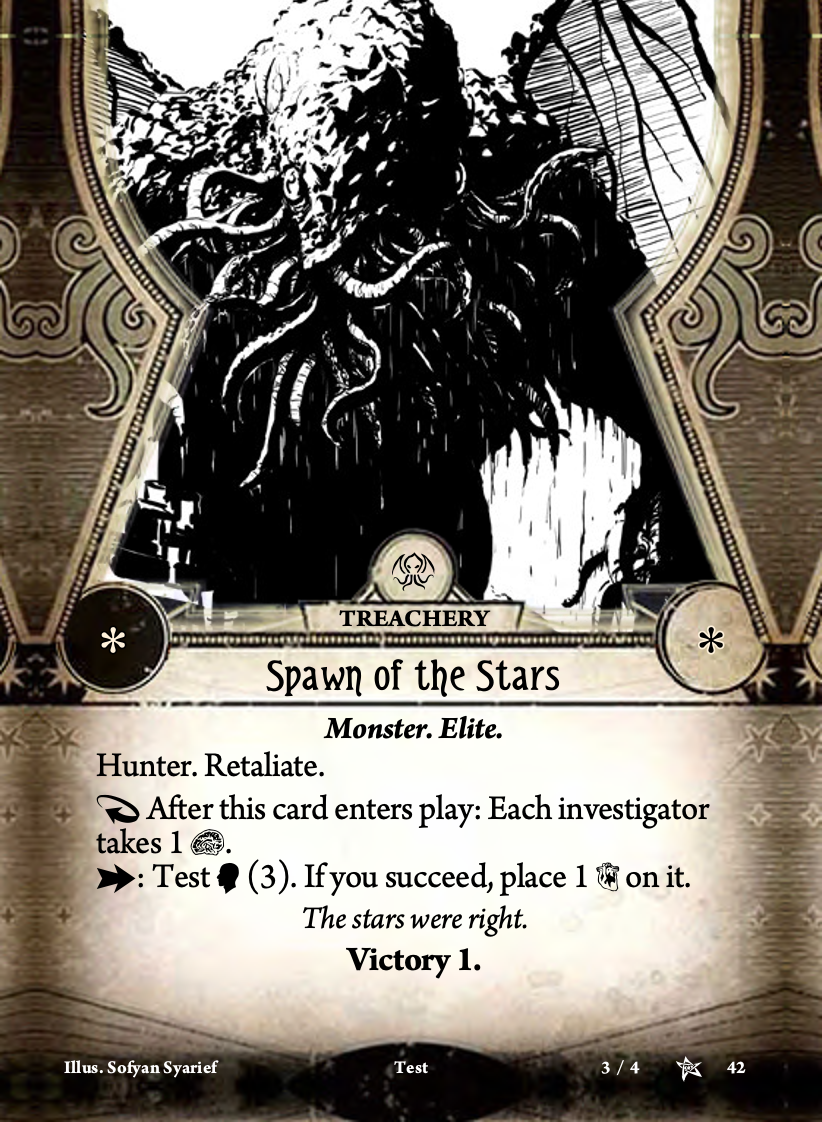 TREACHERY
* *
Spawn of the Stars
Monster. Elite.
Hunter. Retaliate.
After this card enters play: Each investigator
takes 1 .
: Test (3). If you succeed, place 1 on it.
The stars were right.
Victory 1.
Illus. Sofyan Syarief Test 3 / 4 42